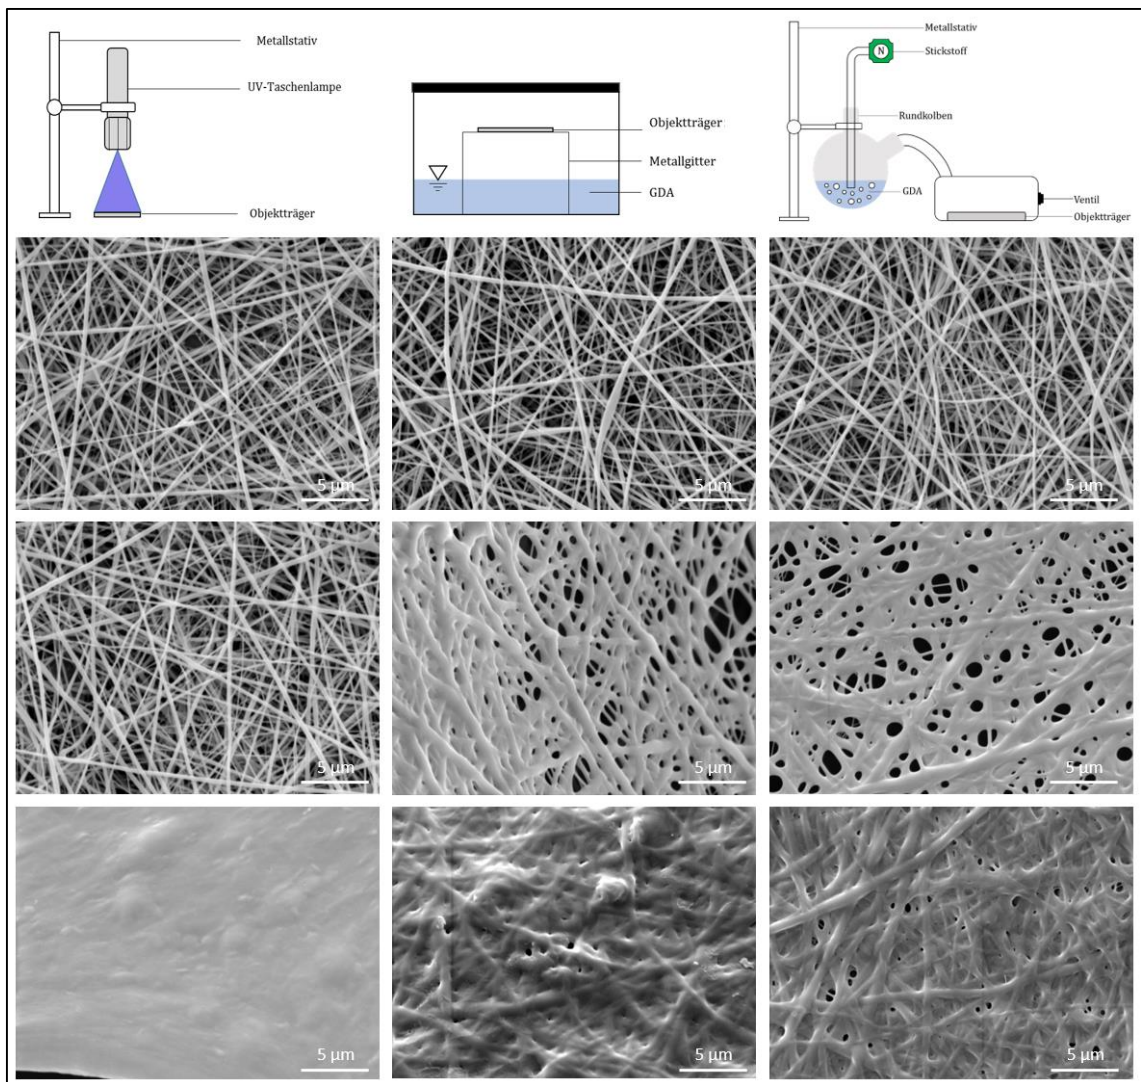 Metallstativ
UV-Taschenlampe
Objektträger
Objektträger
Metallgitter
GDA
Metallstativ
N
Stickstoff
Rundkolben
GDA
Ventil
Objektträger
5 µm
5 µm
5 µm
5 µm
5 µm
5 µm
5 µm
5 µm
5 µm